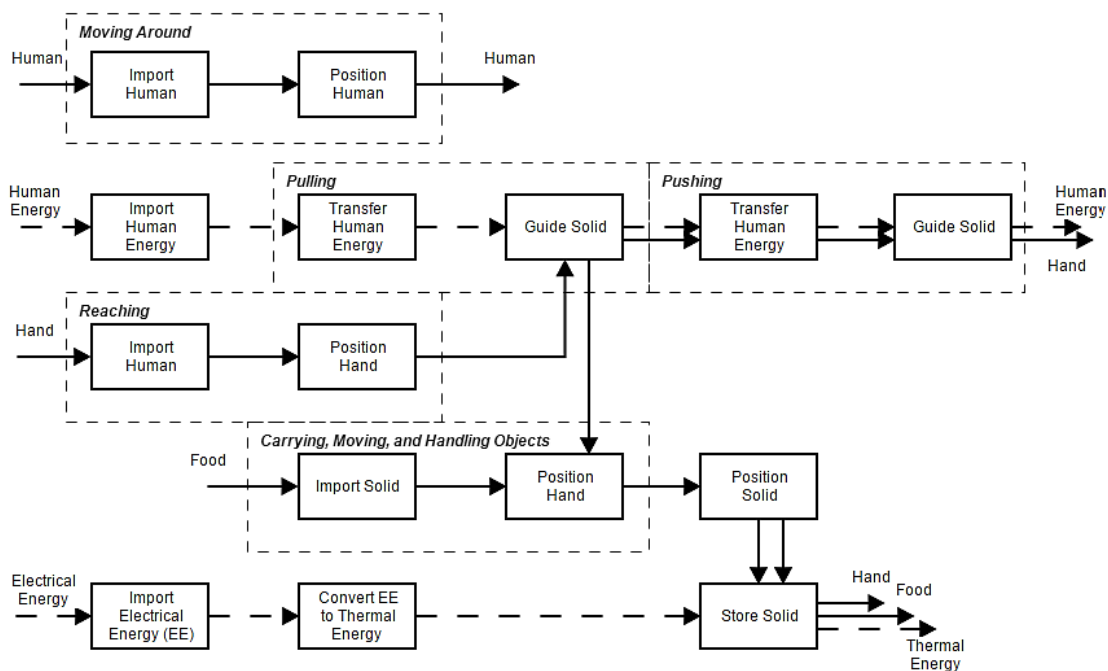 Moving Around
Human
Import
Human
Position
Human
Human
Human
Energy
Import
Human
Energy
Pulling
Transfer
Human
Energy
Guide Solid
Pushing
Transfer
Human
Energy
Guide Solid
Human
Energy
Hand
Reaching
Hand
Import
Human
Position
Hand
Carrying, Moving, and Handling Objects
Food
Import Solid
Position
Hand
Position
Solid
Electrical
Energy
Import
Electrical
Energy (EE)
Convert EE
to Thermal
Energy
Store Solid
Hand
Food
Thermal
Energy